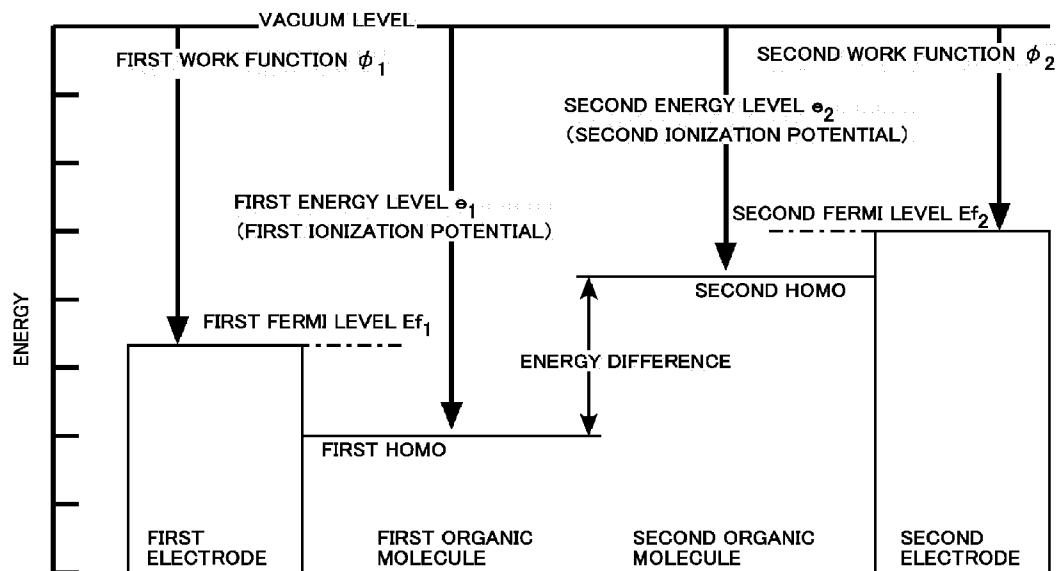 VACUUM LEVEL
FIRST WORK FUNCTION ϕ1
SECOND WORK FUNCTION ϕ2
SECOND ENERGY LEVEL e2
(SECOND IONIZATION POTENTIAL)
FIRST ENERGY LEVEL e1
(FIRST IONIZATION POTENTIAL)
SECOND FERMI LEVEL Ef2
SECOND HOMO
FIRST FERMI LEVEL Ef1
ENERGY
ENERGY DIFFERENCE
FIRST HOMO
FIRST
ELECTRODE
FIRST ORGANIC
MOLECULE
SECOND ORGANIC
MOLECULE
SECOND
ELECTRODE